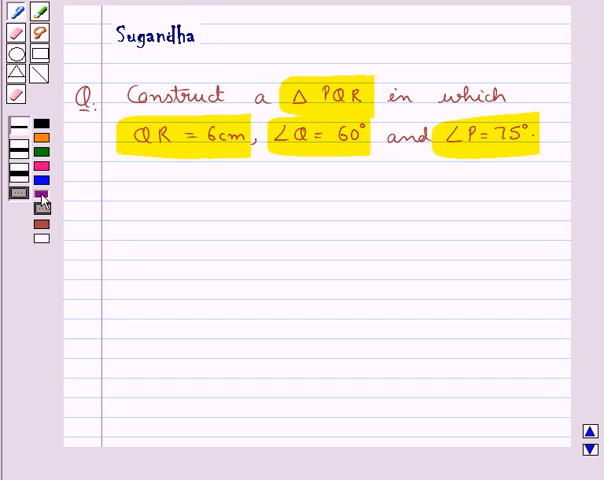 Sugandha
Q. Construct a △ PQR in which
QR = 6cm, ∠Q = 60° and ∠P = 75°.